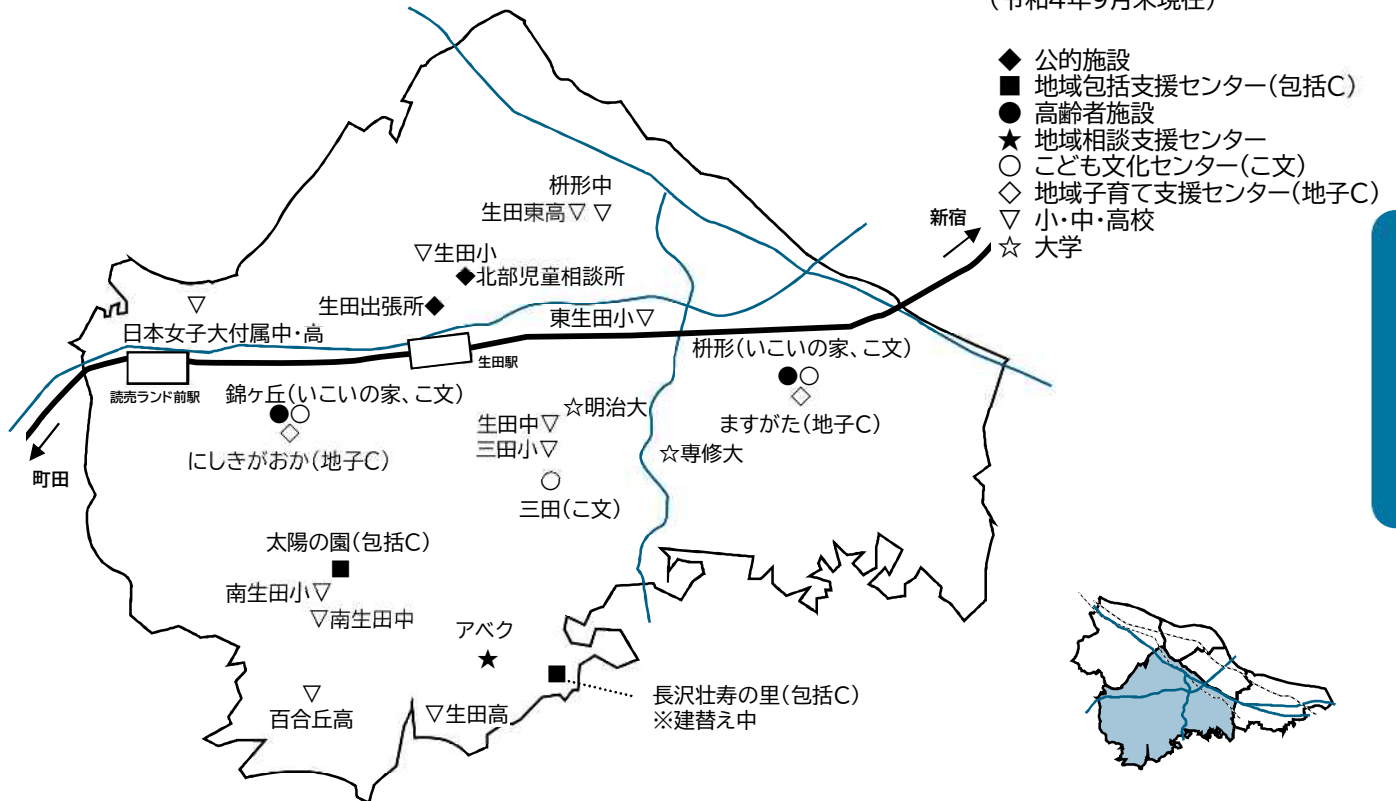 (令和4年9月末現在)
◆ 公的施設
■ 地域包括支援センター(包括C)
● 高齢者施設
★ 地域相談支援センター
○ こども文化センター(こ文)
◇ 地域子育て支援センター(地子C)
▽ 小・中・高校
☆ 大学
枡形中
生田東高▽ ▽
新宿
▽生田小
◆北部児童相談所
生田出張所◆
▽
日本女子大付属中・高
東生田小▽
枡形(いこいの家、こ文)
●○
◇
ますがた(地子C)
生田駅
読売ランド前駅
錦ヶ丘(いこいの家、こ文)
●○
◇
にしきがおか(地子C)
町田
☆明治大
生田中▽
三田小▽
☆専修大
○
三田(こ文)
太陽の園(包括C)
■
南生田小▽
▽南生田中
アベク
★
■
長沢壮寿の里(包括C)
※建替え中
▽
百合丘高
▽生田高